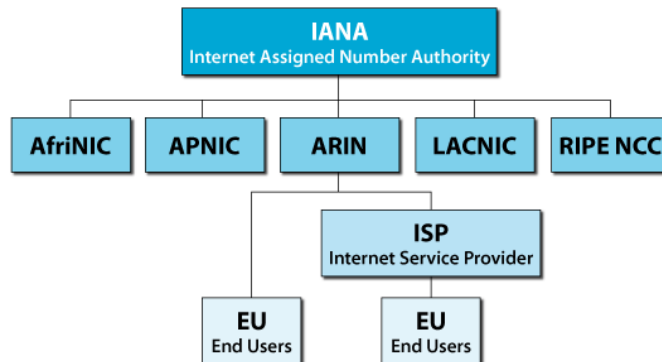 IANA
Internet Assigned Number Authority
AfriNIC
APNIC
ARIN
LACNIC
RIPE NCC
ISP
Internet Service Provider
EU
End Users
EU
End Users